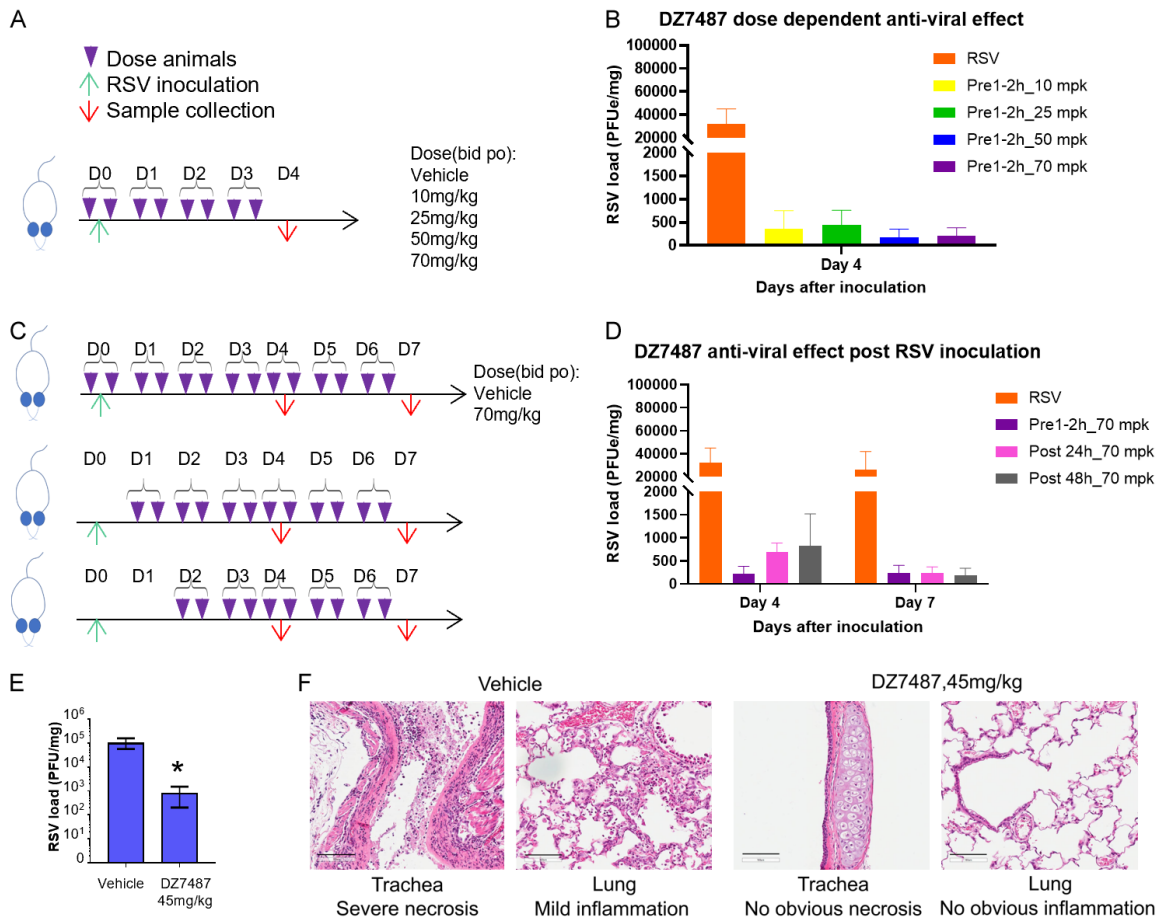 A
Dose animals
RSV inoculation
Sample collection
D0 D1 D2 D3 D4
Dose(bid po):
Vehicle
10mg/kg
25mg/kg
50mg/kg
70mg/kg
B
DZ7487 dose dependent anti-viral effect
RSV load (PFUe/mg)
100000
80000
60000
40000
20000
2000
1500
1000
500
0
RSV
Pre1-2h_10 mpk
Pre1-2h_25 mpk
Pre1-2h_50 mpk
Pre1-2h_70 mpk
Day 4
Days after inoculation
C
D0 D1 D2 D3 D4 D5 D6 D7
Dose(bid po):
Vehicle
70mg/kg
D0 D1 D2 D3 D4 D5 D6 D7
D0 D1 D2 D3 D4 D5 D6 D7
D
DZ7487 anti-viral effect post RSV inoculation
RSV load (PFUe/mg)
100000
80000
60000
40000
20000
2000
1500
1000
500
0
RSV
Pre1-2h_70 mpk
Post 24h_70 mpk
Post 48h_70 mpk
Day 4 Day 7
Days after inoculation
E
RSV load (PFU/mg)
10⁶
10⁵
10⁴
10³
10²
10¹
0
*
Vehicle DZ7487
45mg/kg
F
Vehicle DZ7487,45mg/kg
Trachea Lung Trachea Lung
Severe necrosis Mild inflammation No obvious necrosis No obvious inflammation